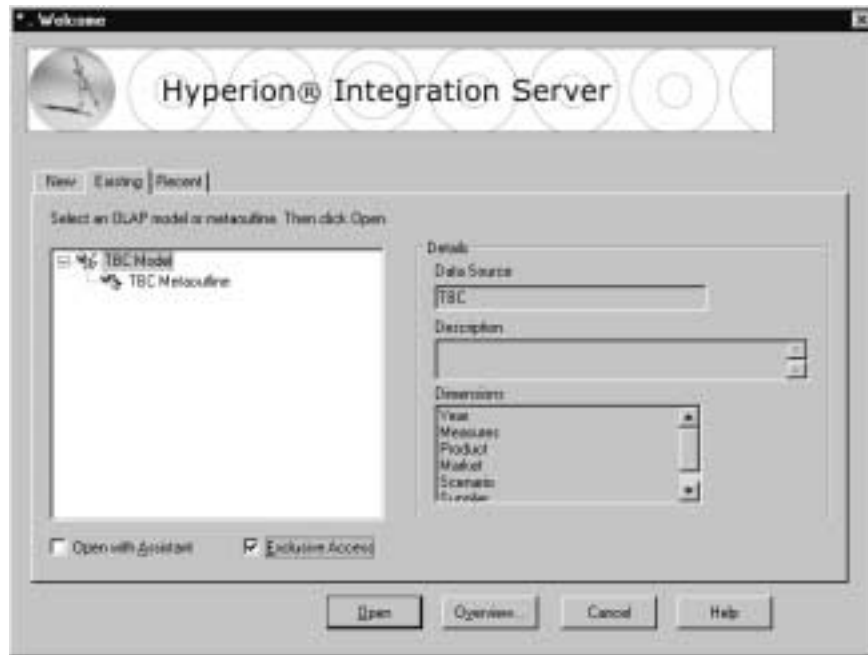 *. Welcome
Hyperion® Integration Server
New Existing Recent
Select an OLAP model or metaoutline. Then click Open
TBC Model
TBC Metaoutline
Details
Data Source
TBC
Description
Dimensions
Year
Measures
Product
Market
Scenario
Supplier
Open with Assistant
Exclusive Access
Open Overview... Cancel Help